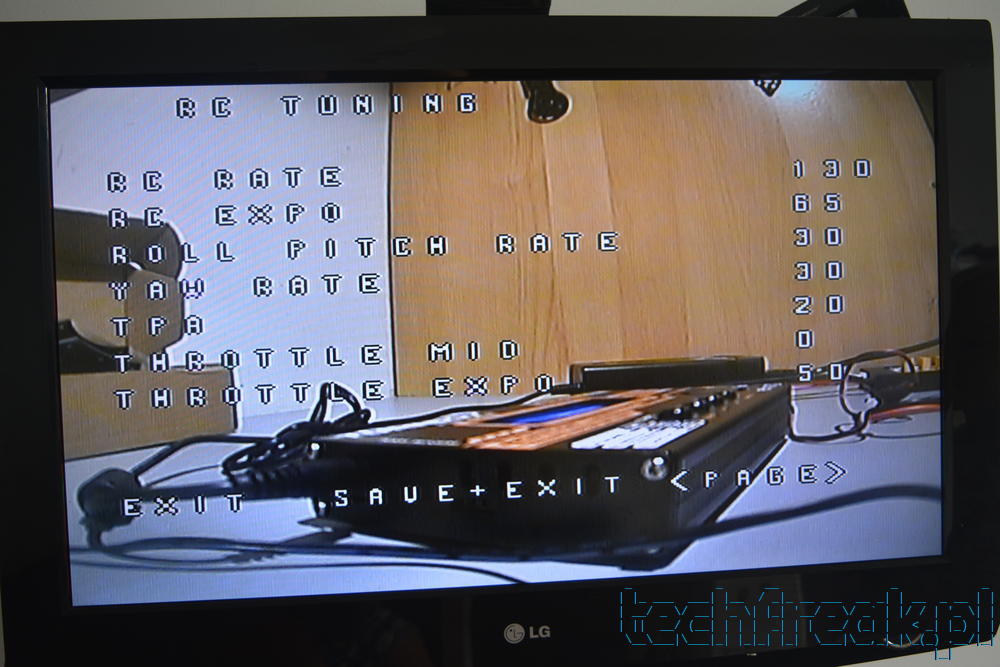 RC TUNING
RC RATE 130
RC EXPO 65
ROLL PITCH RATE 30
YAW RATE 30
TPA 20
THROTTLE MID 0
THROTTLE EXPO 50
EXIT SAVE+EXIT <PAGE>
LG
techfreak.pl